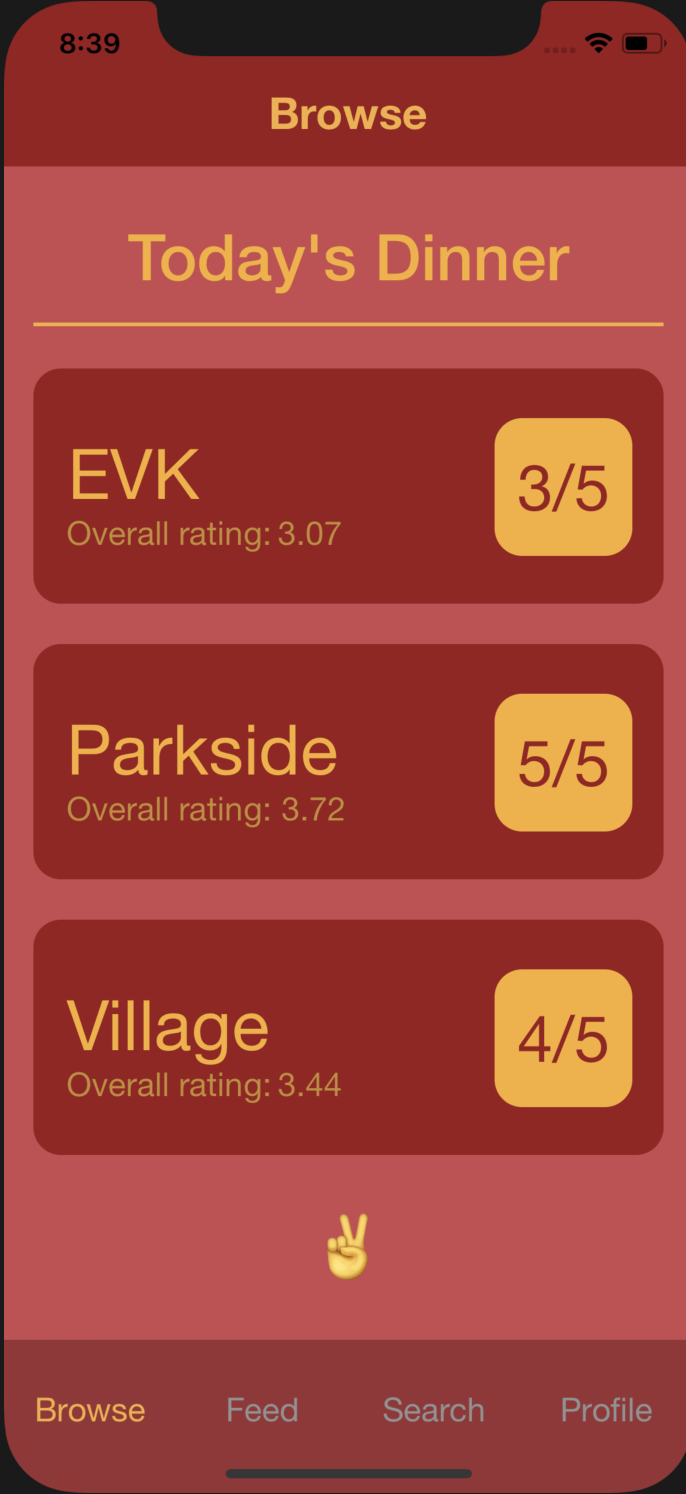 8:39
Browse
Today's Dinner
EVK
Overall rating: 3.07
3/5
Parkside
Overall rating: 3.72
5/5
Village
Overall rating: 3.44
4/5
Browse Feed Search Profile